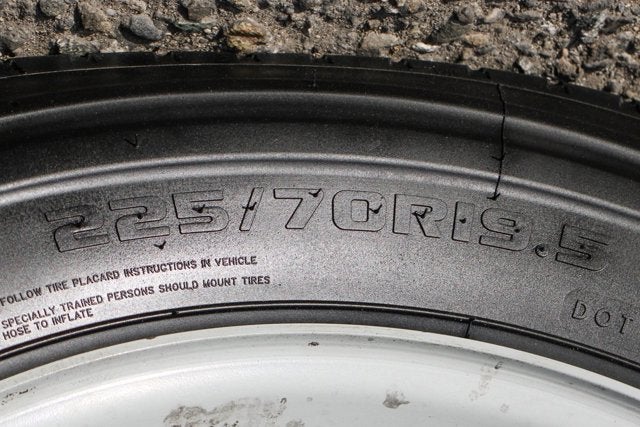 225/70R19.5
FOLLOW TIRE PLACARD INSTRUCTIONS IN VEHICLE
SPECIALLY TRAINED PERSONS SHOULD MOUNT TIRES
HOSE TO INFLATE
DOT